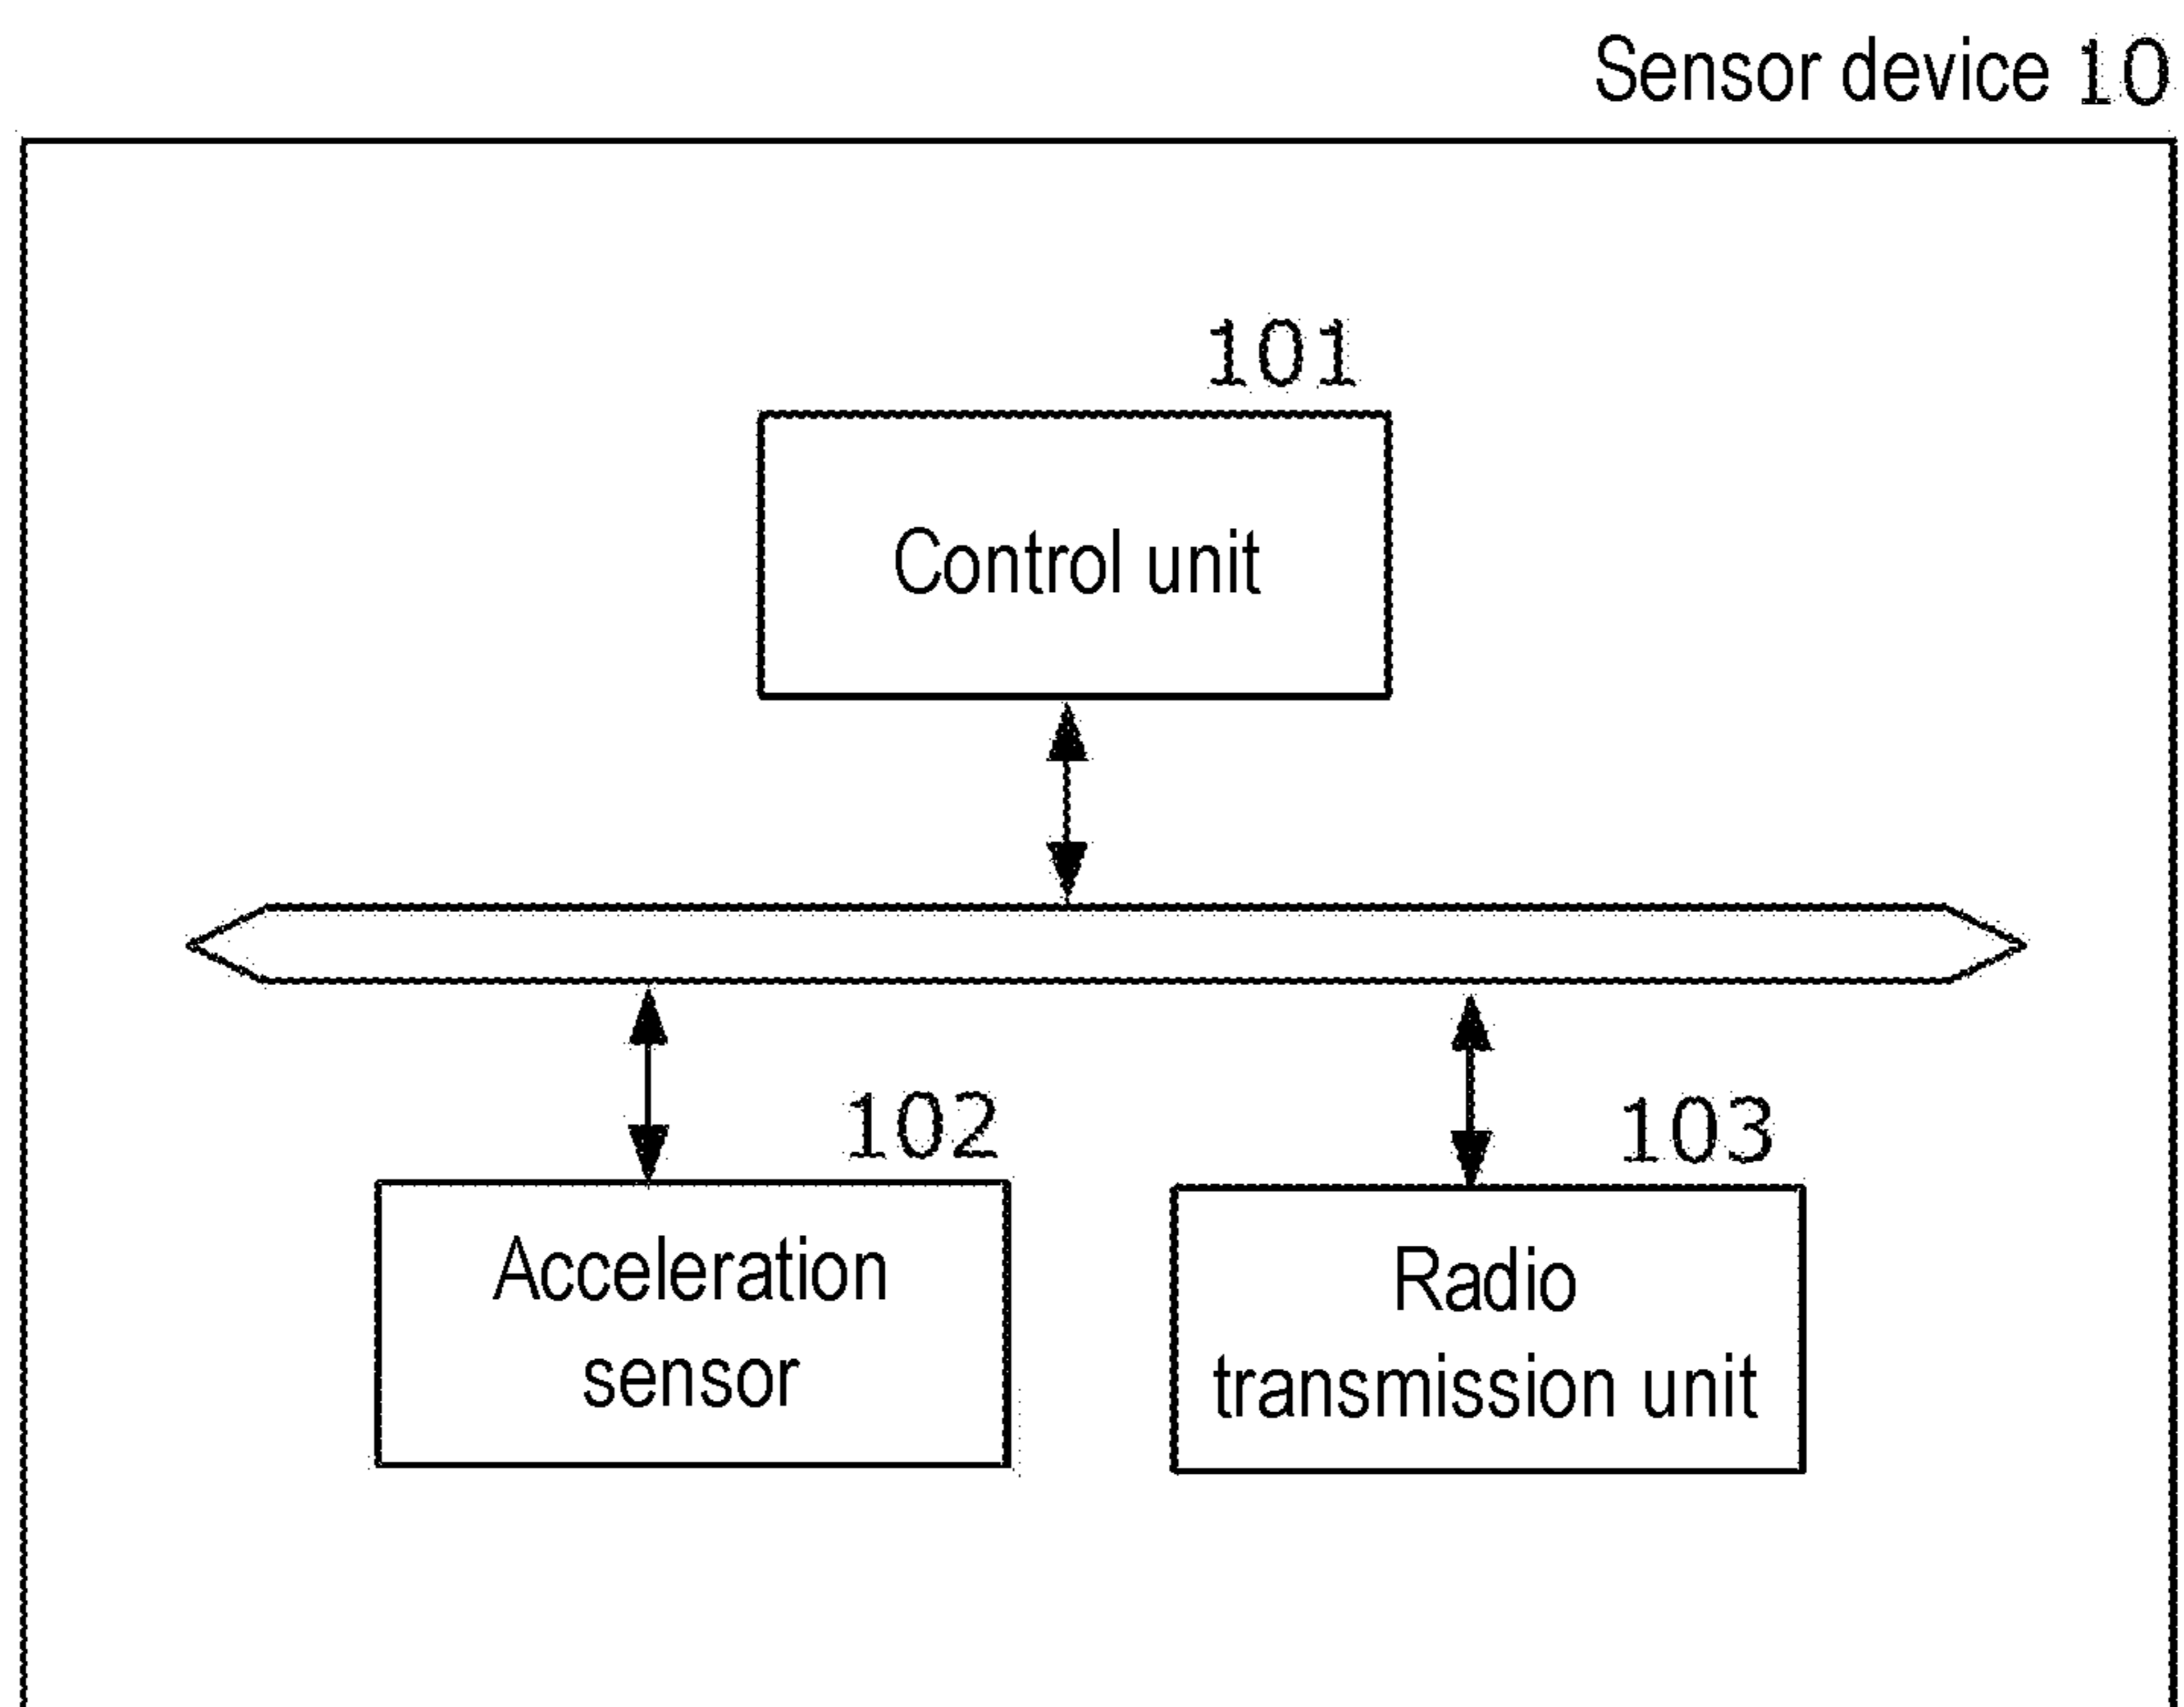 Sensor device 10
101
Control unit
102
103
Acceleration
sensor
Radio
transmission unit